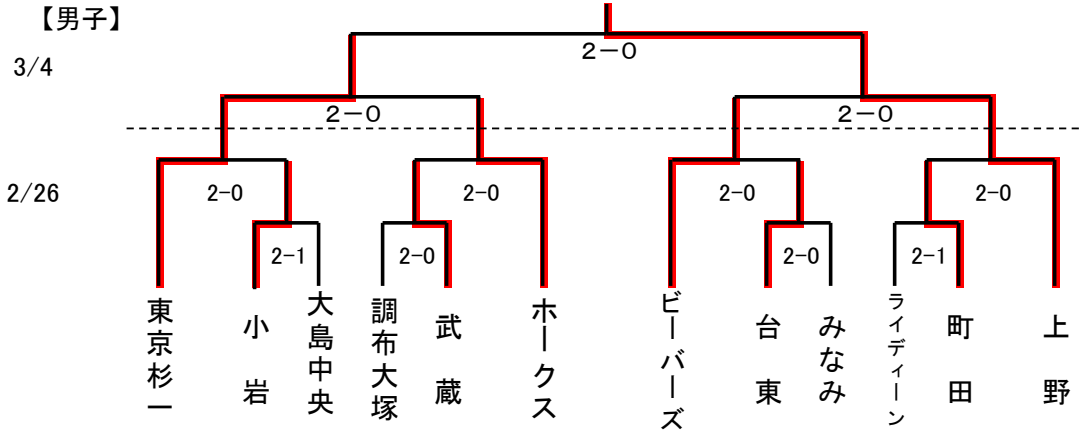 【男子】
2－0
3/4
2－0
2－0
2/26
2-0
2-0
2-0
2-0
2-1
2-0
2-0
2-1
東京杉一
小岩
大島中央
調布大塚
武蔵
ホークス
ビーバーズ
台東
みなみ
ライディーン
町田
上野